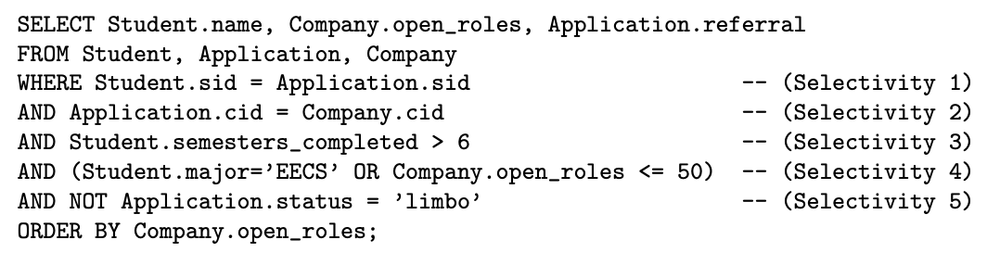 SELECT Student.name, Company.open_roles, Application.referral
FROM Student, Application, Company
WHERE Student.sid = Application.sid -- (Selectivity 1)
AND Application.cid = Company.cid -- (Selectivity 2)
AND Student.semesters_completed > 6 -- (Selectivity 3)
AND (Student.major=’EECS’ OR Company.open_roles <= 50) -- (Selectivity 4)
AND NOT Application.status = ’limbo’ -- (Selectivity 5)
ORDER BY Company.open_roles;